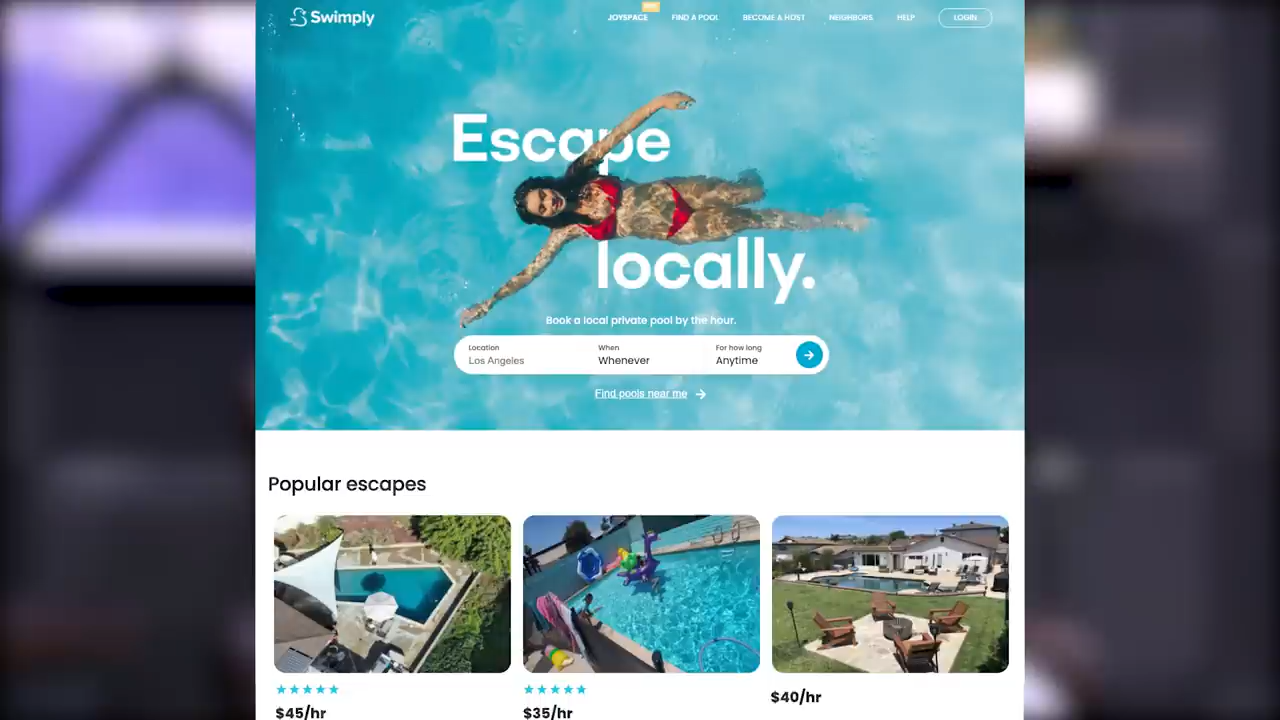 Swimply
JOYSPACE
FIND A POOL
BECOME A HOST
NEIGHBORS
HELP
LOGIN
Escape
locally.
Book a local private pool by the hour.
Location
Los Angeles
When
Whenever
For how long
Anytime
Find pools near me
Popular escapes
$45/hr
$35/hr
$40/hr